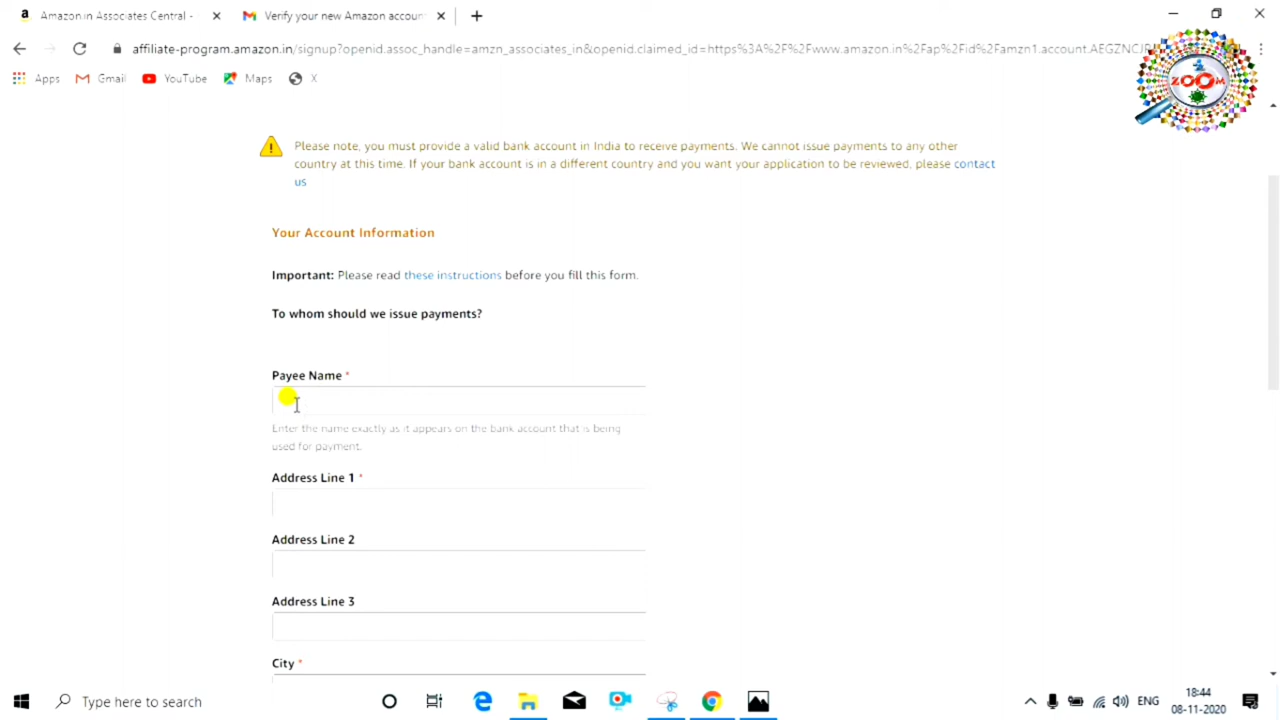 Amazon.in Associates Central -
Verify your new Amazon accoun
affiliate-program.amazon.in/signup?openid.assoc_handle=amzn_associates_in&openid.claimed_id=https%3A%2F%2Fwww.amazon.in%2Fap%2Fid%2Famzn1.account.AEGZNCJ
Apps
Gmail
YouTube
Maps
X
ZOOM
Please note, you must provide a valid bank account in India to receive payments. We cannot issue payments to any other
country at this time. If your bank account is in a different country and you want your application to be reviewed, please contact
us
Your Account Information
Important: Please read these instructions before you fill this form.
To whom should we issue payments?
Payee Name *
Enter the name exactly as it appears on the bank account that is being
used for payment.
Address Line 1 *
Address Line 2
Address Line 3
City *
Type here to search
ENG
18:44
08-11-2020